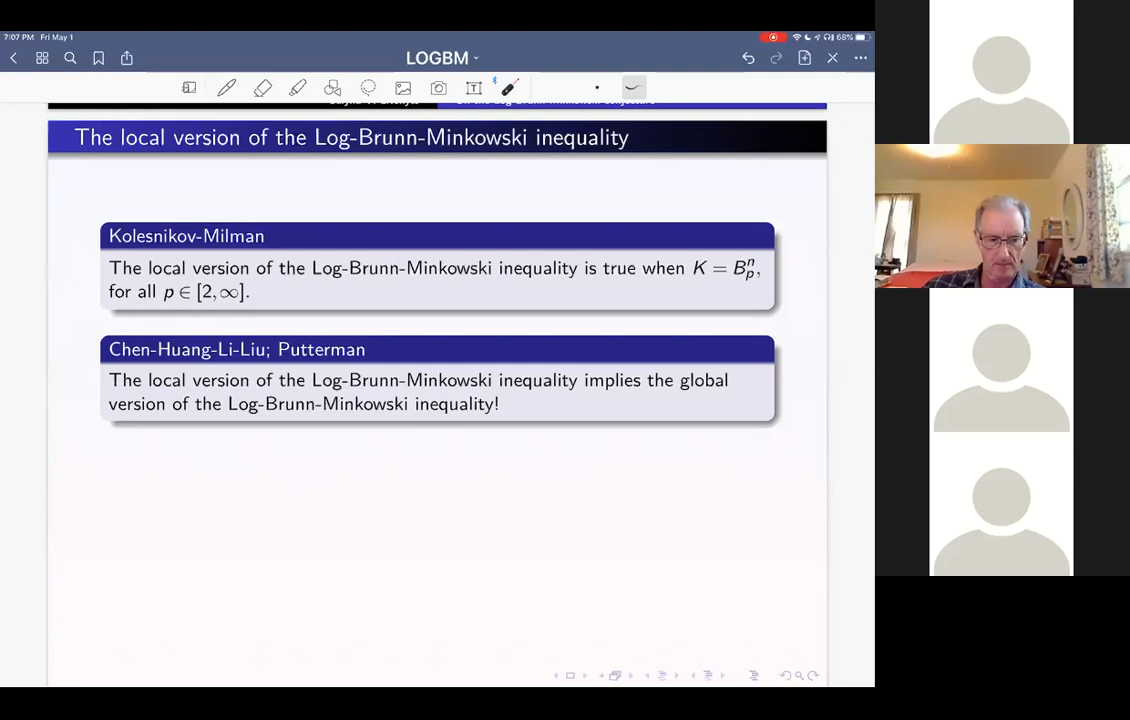 7:07 PM Fri May 1
68%
LOGBM
The local version of the Log-Brunn-Minkowski inequality
Kolesnikov-Milman
The local version of the Log-Brunn-Minkowski inequality is true when K = Bₚⁿ,
for all p ∈ [2, ∞].
Chen-Huang-Li-Liu; Putterman
The local version of the Log-Brunn-Minkowski inequality implies the global
version of the Log-Brunn-Minkowski inequality!